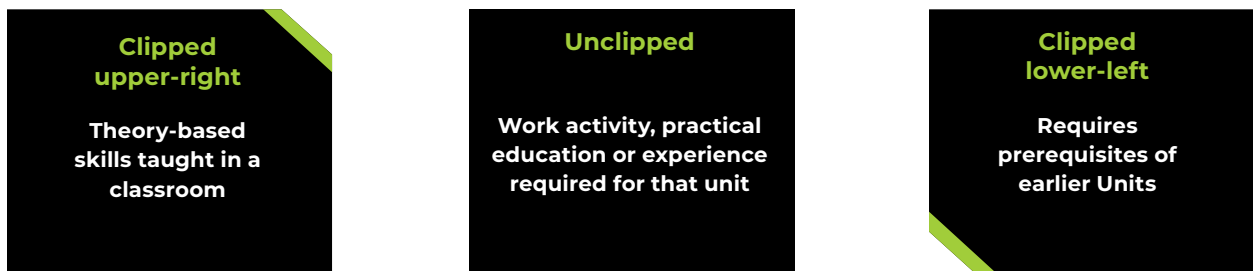 Clipped
upper-right
Theory-based
skills taught in a
classroom
Unclipped
Work activity, practical
education or experience
required for that unit
Clipped
lower-left
Requires
prerequisites of
earlier Units